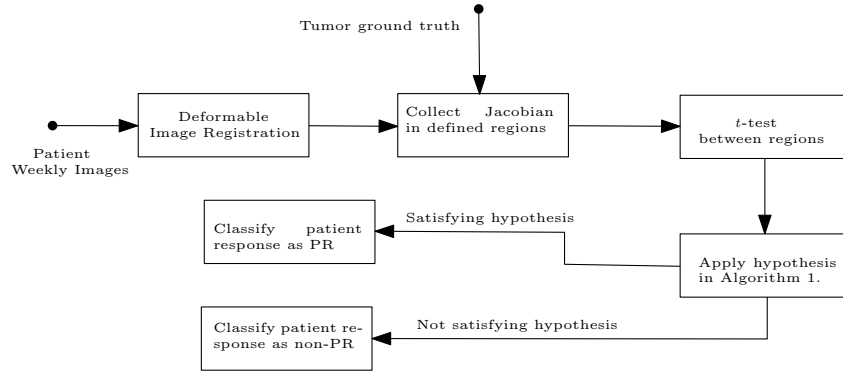 Tumor ground truth
Deformable
Image Registration
Collect Jacobian
in defined regions
t-test
between regions
Patient
Weekly Images
Satisfying hypothesis
Classify patient
response as PR
Apply hypothesis
in Algorithm 1.
Not satisfying hypothesis
Classify patient re-
sponse as non-PR